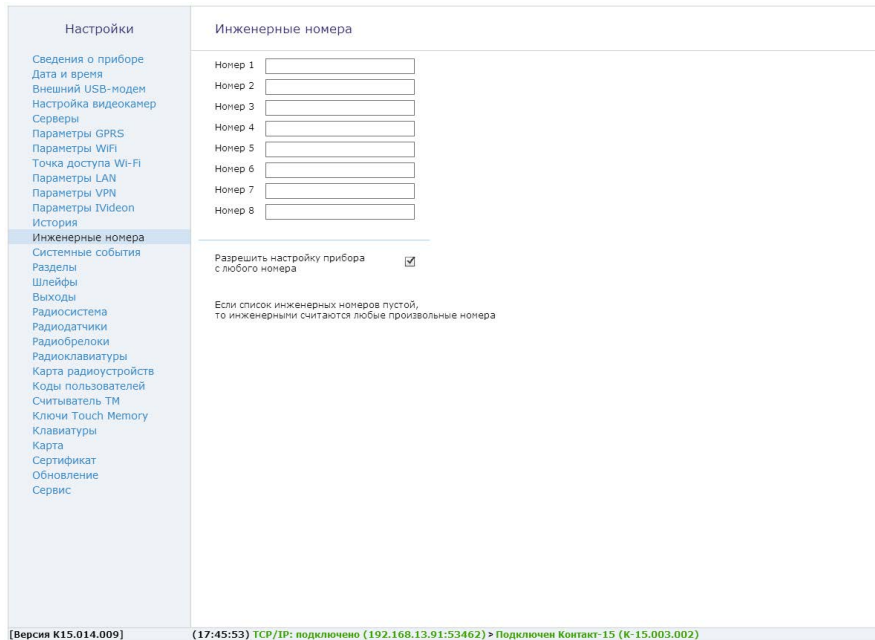 Настройки
Сведения о приборе
Дата и время
Внешний USB-модем
Настройка видеокамер
Серверы
Параметры GPRS
Параметры WiFi
Точка доступа Wi-Fi
Параметры LAN
Параметры VPN
Параметры IVideon
История
Инженерные номера
Системные события
Разделы
Шлейфы
Выходы
Радиосистема
Радиодатчики
Радиобрелоки
Радиоклавиатуры
Карта радиоустройств
Коды пользователей
Считыватель ТМ
Ключи Touch Memory
Клавиатуры
Карта
Сертификат
Обновление
Сервис
Инженерные номера
Номер 1
Номер 2
Номер 3
Номер 4
Номер 5
Номер 6
Номер 7
Номер 8
Разрешить настройку прибора
с любого номера
Если список инженерных номеров пустой,
то инженерными считаются любые произвольные номера
[Версия K15.014.009]
(17:45:53) TCP/IP: подключено (192.168.13.91:53462) > Подключен Контакт-15 (K-15.003.002)